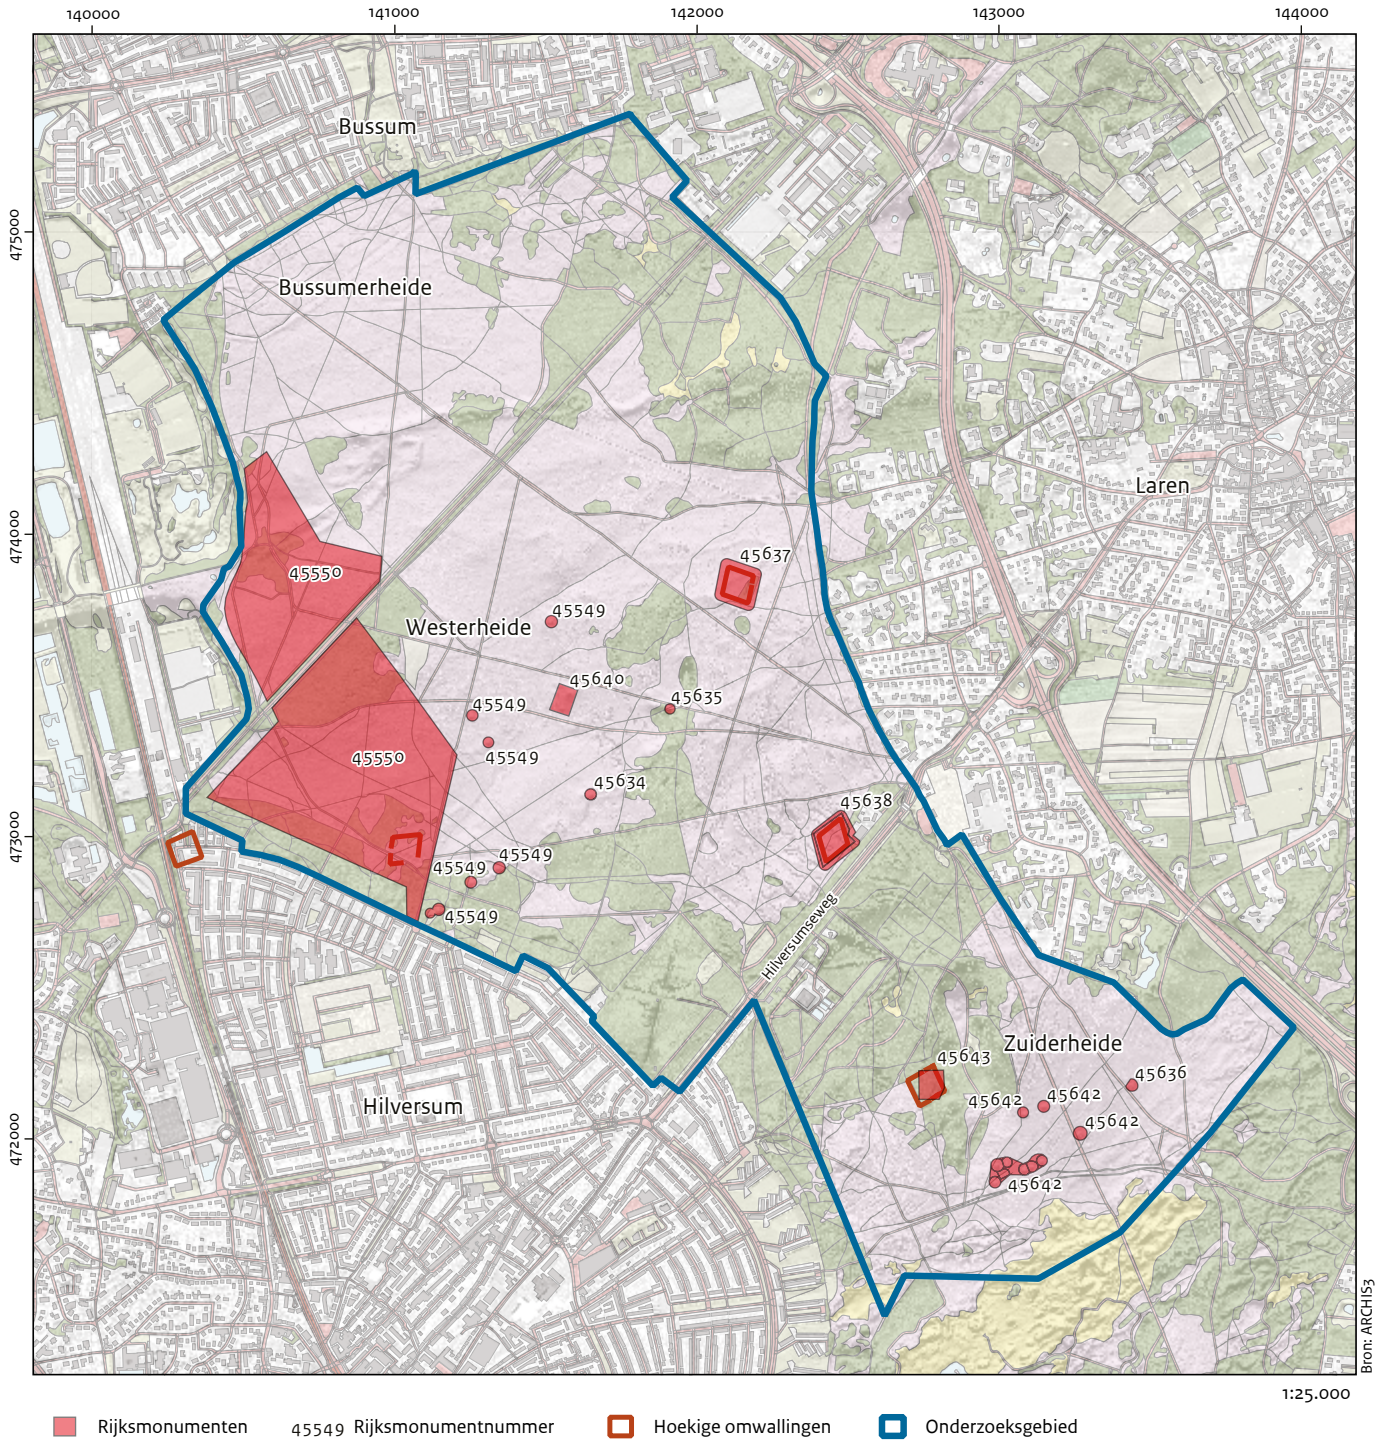 140000 141000 142000 143000 144000
475000
474000
473000
472000
Bussum
Bussumerheide
Laren
45637
45550
45549
Westerheide
45640
45635
45549
45549
45550
45634
45638
45549
45549
45549
Hilversumseweg
Zuiderheide
45643
45636
45642
45642
45642
Hilversum
45642
Bron: ARCHIS3
1:25.000
Rijksmonumenten 45549 Rijksmonumentnummer Hoekige omwallingen Onderzoeksgebied